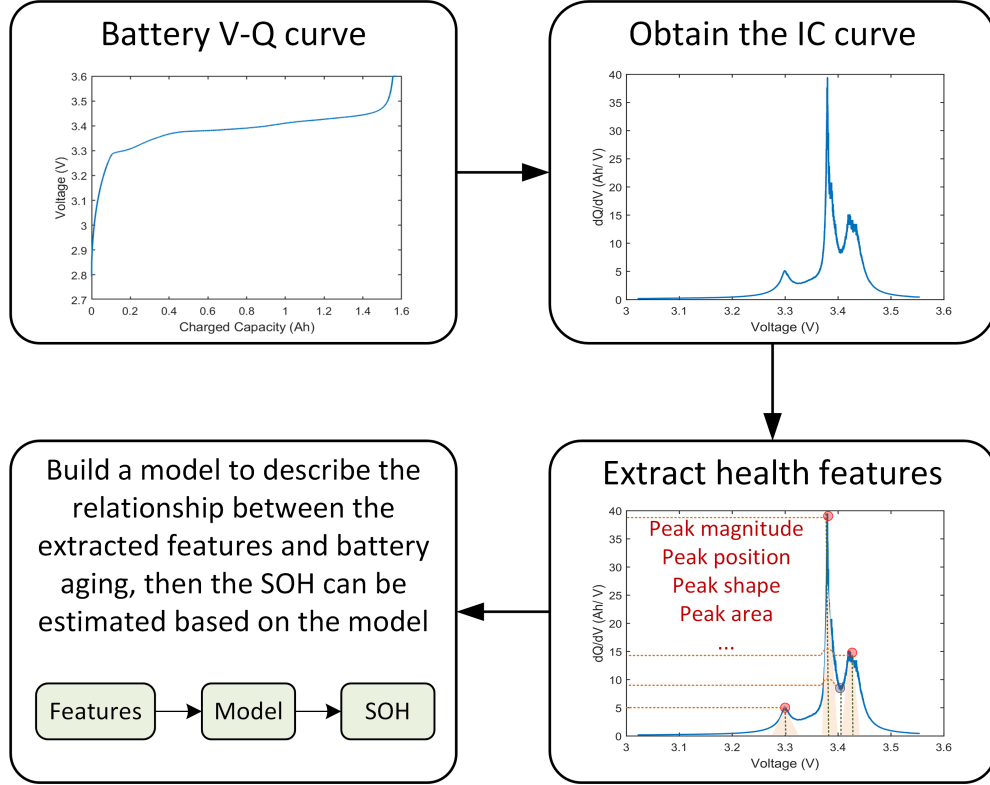 Battery V-Q curve
3.6
3.5
3.4
3.3
3.2
3.1
3
2.9
2.8
2.7
Voltage (V)
0 0.2 0.4 0.6 0.8 1 1.2 1.4 1.6
Charged Capacity (Ah)
Obtain the IC curve
40
35
30
25
20
15
10
5
0
dQ/dV (Ah/ V)
3 3.1 3.2 3.3 3.4 3.5 3.6
Voltage (V)
Extract health features
40
35
30
25
20
15
10
5
0
dQ/dV (Ah/ V)
Peak magnitude
Peak position
Peak shape
Peak area
...
3 3.1 3.2 3.3 3.4 3.5 3.6
Voltage (V)
Build a model to describe the
relationship between the
extracted features and battery
aging, then the SOH can be
estimated based on the model
Features Model SOH